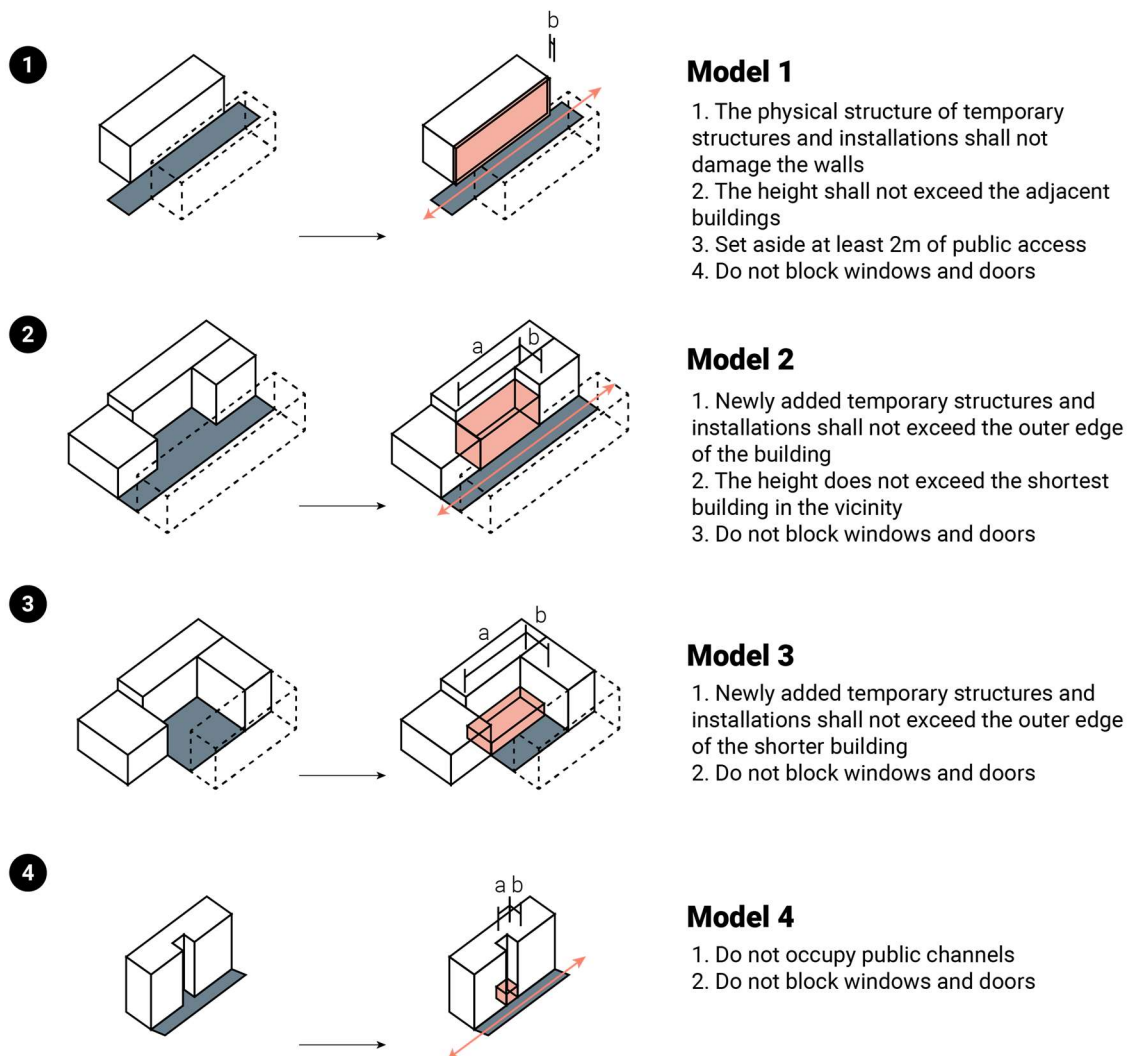 1
b
Model 1
1. The physical structure of temporary
structures and installations shall not
damage the walls
2. The height shall not exceed the adjacent
buildings
3. Set aside at least 2m of public access
4. Do not block windows and doors
2
a
b
Model 2
1. Newly added temporary structures and
installations shall not exceed the outer edge
of the building
2. The height does not exceed the shortest
building in the vicinity
3. Do not block windows and doors
3
a
b
Model 3
1. Newly added temporary structures and
installations shall not exceed the outer edge
of the shorter building
2. Do not block windows and doors
4
a b
Model 4
1. Do not occupy public channels
2. Do not block windows and doors